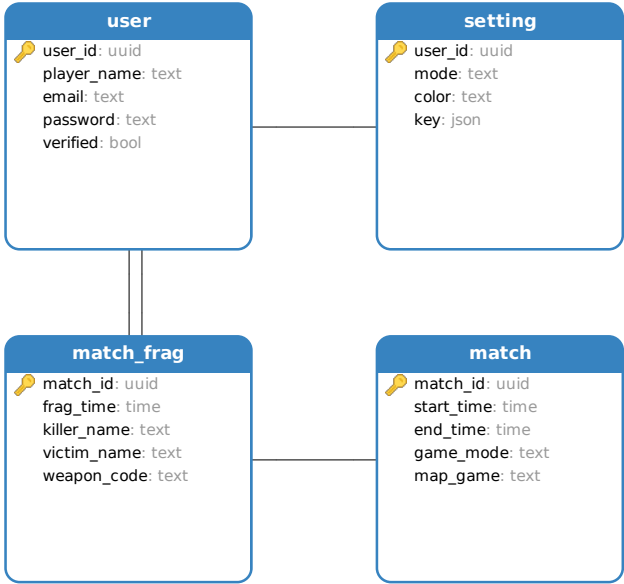 user
user_id: uuid
player_name: text
email: text
password: text
verified: bool
setting
user_id: uuid
mode: text
color: text
key: json
match_frag
match_id: uuid
frag_time: time
killer_name: text
victim_name: text
weapon_code: text
match
match_id: uuid
start_time: time
end_time: time
game_mode: text
map_game: text